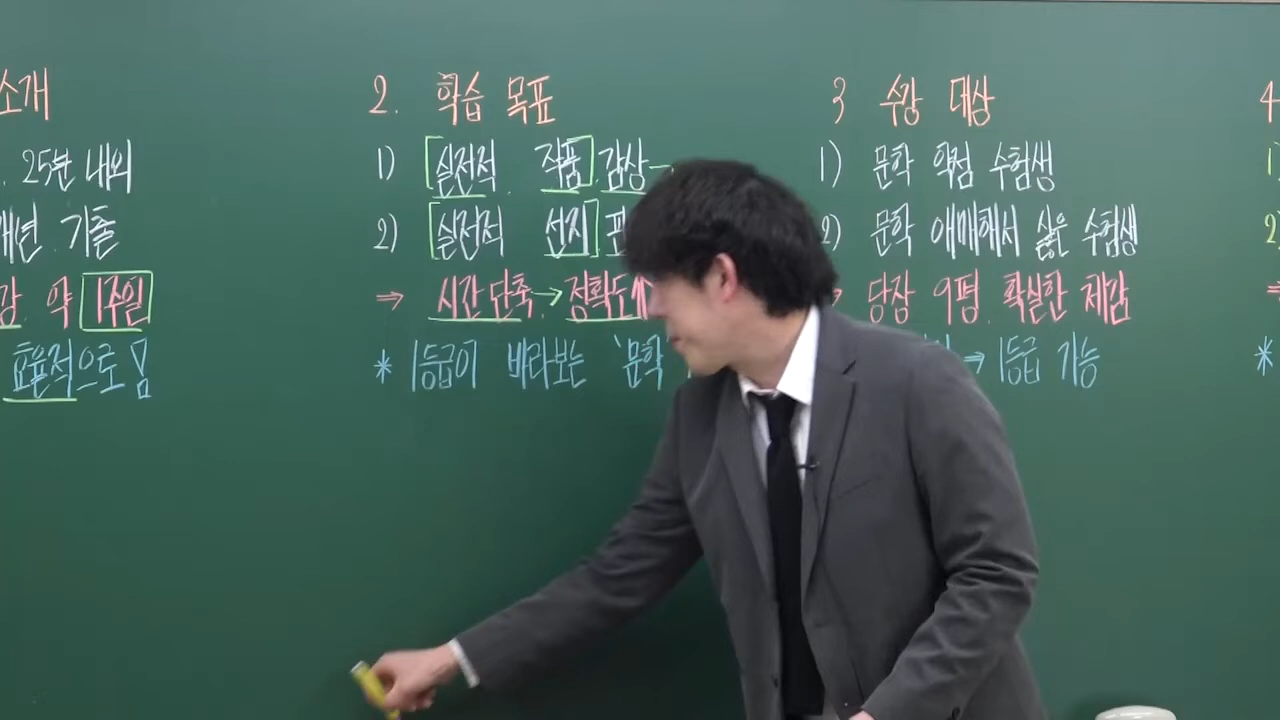 소개
25분 내외
개년. 기출
감 약 1주일
효율적으로!
2. 학습 목표
1) [실전적. 작품] 감상
2) [실전적 선지]
⇒ 시간 단축 → 정확도
* 1등급이 바라보는 '문학
3 수강 대상
1) 문학 약점 수험생
2) 문학 애매해서 싫은 수험생
당장 9평. 확실한 체감
⇒ 1등급 가능
4
1)
2
⇒
*